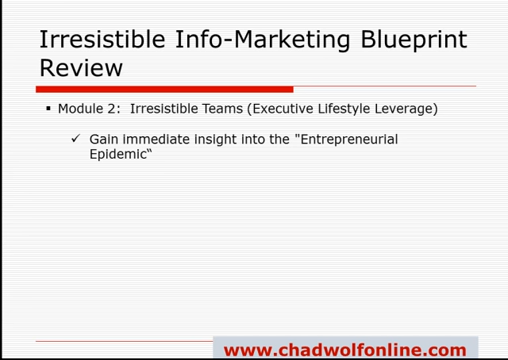 Irresistible Info-Marketing Blueprint
Review
▪ Module 2:  Irresistible Teams (Executive Lifestyle Leverage)
✓ Gain immediate insight into the "Entrepreneurial
Epidemic“
www.chadwolfonline.com